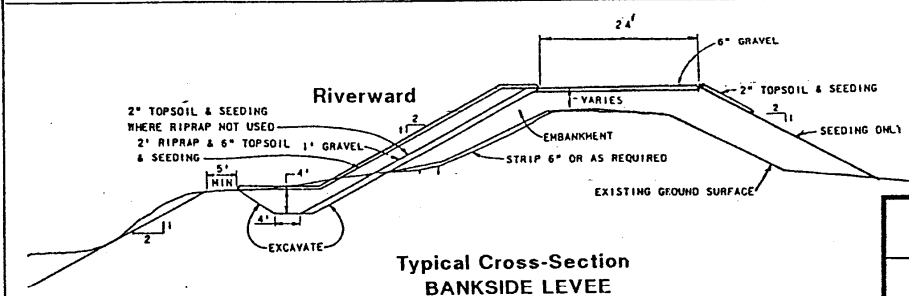 24'
6" GRAVEL
2" TOPSOIL & SEEDING
Riverward
2
1
VARIES
2" TOPSOIL & SEEDING
WHERE RIPRAP NOT USED
2' RIPRAP & 6" TOPSOIL
& SEEDING
1' GRAVEL
EMBANKMENT
2
1
SEEDING ONLY
STRIP 6" OR AS REQUIRED
5'
MIN
4'
EXISTING GROUND SURFACE
4'
1
2
EXCAVATE
Typical Cross-Section
BANKSIDE LEVEE